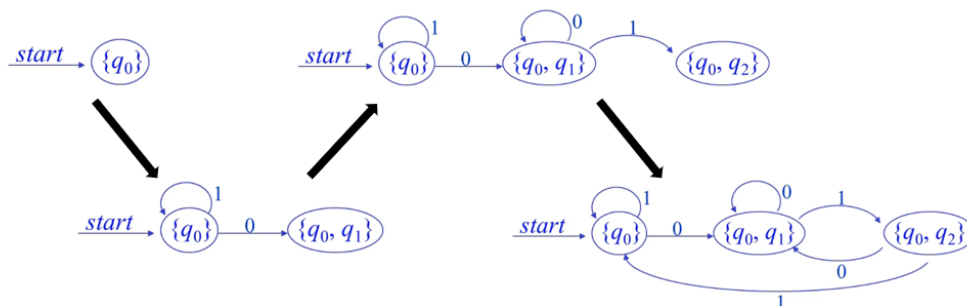 start {q₀}
start {q₀} 1 0 {q₀, q₁} 0 1 {q₀, q₂}
start {q₀} 1 0 {q₀, q₁}
start {q₀} 1 0 {q₀, q₁} 0 1 {q₀, q₂} 0 1